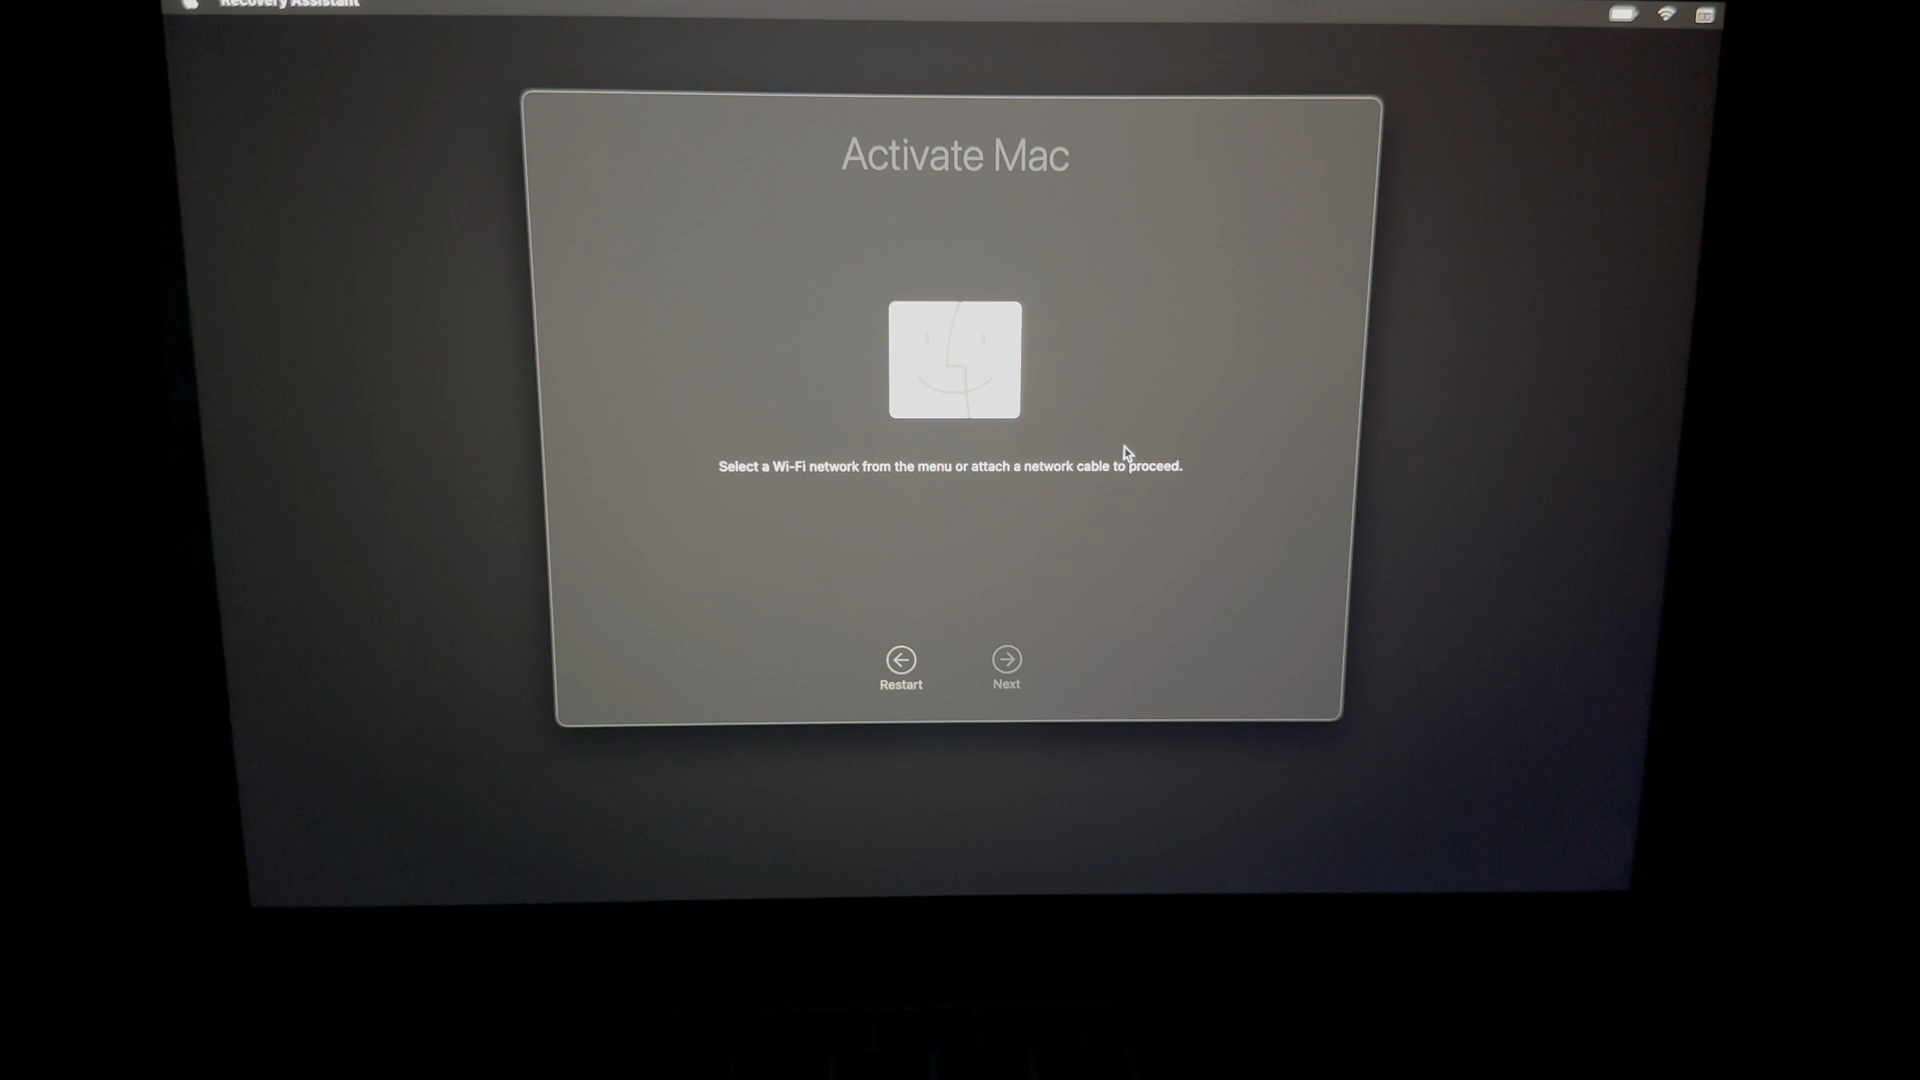 Recovery Assistant
Activate Mac
Select a Wi-Fi network from the menu or attach a network cable to proceed.
Restart
Next